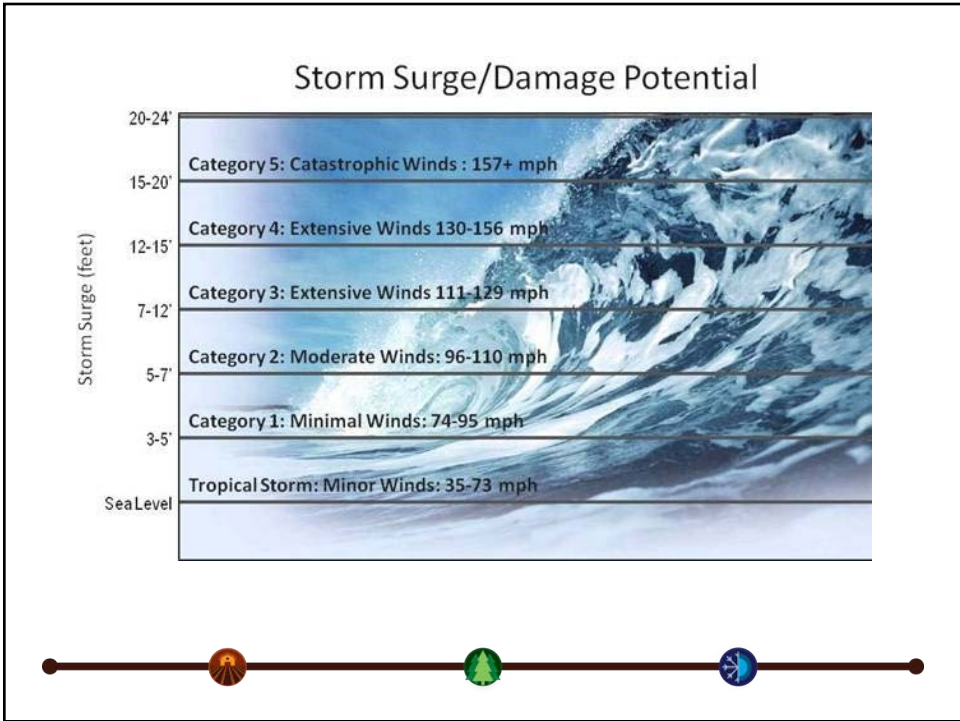 Storm Surge/Damage Potential
Storm Surge (feet)
20-24'
Category 5: Catastrophic Winds : 157+ mph
15-20'
Category 4: Extensive Winds 130-156 mph
12-15'
Category 3: Extensive Winds 111-129 mph
7-12'
Category 2: Moderate Winds: 96-110 mph
5-7'
Category 1: Minimal Winds: 74-95 mph
3-5'
Tropical Storm: Minor Winds: 35-73 mph
Sea Level